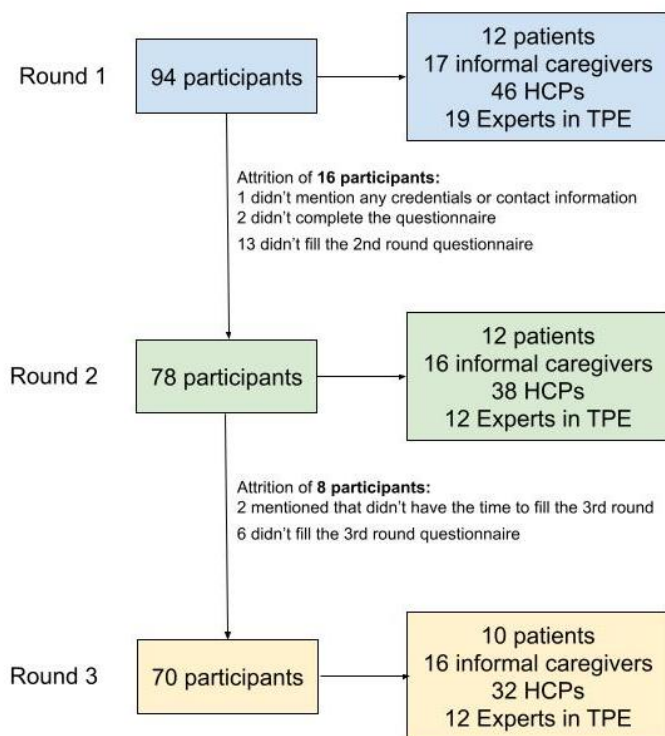 Round 1
94 participants
12 patients
17 informal caregivers
46 HCPs
19 Experts in TPE
Attrition of 16 participants:
1 didn't mention any credentials or contact information
2 didn't complete the questionnaire
13 didn't fill the 2nd round questionnaire
Round 2
78 participants
12 patients
16 informal caregivers
38 HCPs
12 Experts in TPE
Attrition of 8 participants:
2 mentioned that didn't have the time to fill the 3rd round
6 didn't fill the 3rd round questionnaire
Round 3
70 participants
10 patients
16 informal caregivers
32 HCPs
12 Experts in TPE